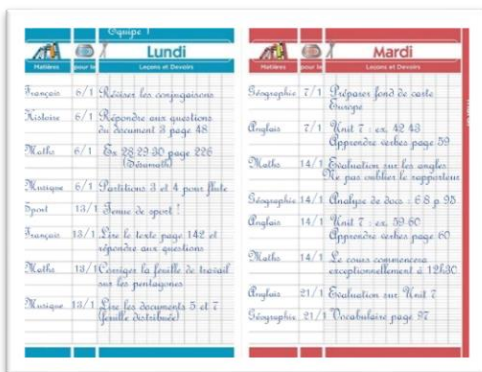 Equipe 1
Lundi
Matières pour le Leçons et Devoirs
Français 6/1 Réviser les conjugaisons
Histoire 6/1 Répondre aux questions
du document 3 page 48
Maths 6/1 Ex 28-29-30 page 226
Musique 6/1 Partitions 3 et 4 pour flute
Sport 13/1 Tenue de sport !
Français 13/1 Lire le texte page 142 et
répondre aux questions
Maths 13/1 Corriger la feuille de travail
sur les pentagones
Musique 13/1 Lire les documents 5 et 7
(feuille distribuée)
Mardi
Matières pour le Leçons et Devoirs
Géographie 7/1 Préparer fond de carte
Europe
Anglais 7/1 Unit 7 : ex. 42-43
Apprendre verbes page 59
Maths 14/1 Evaluation sur les angles
Ne pas oublier le rapporteur
Géographie 14/1 Analyse de docs : 6-8 p.95
Anglais 14/1 Unit 7 : ex. 59-60
Apprendre verbes page 60
Maths 14/1 Le cours commencera
exceptionnellement à 12h30
Anglais 21/1 Evaluation sur Unit 7
Géographie 21/1 Vocabulaire page 97